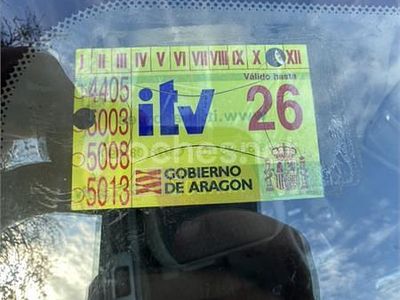 I II III IV V VI VII VIII IX X XII
4405
5003
5008
5013
itv
Válido hasta
26
GOBIERNO
DE ARAGON